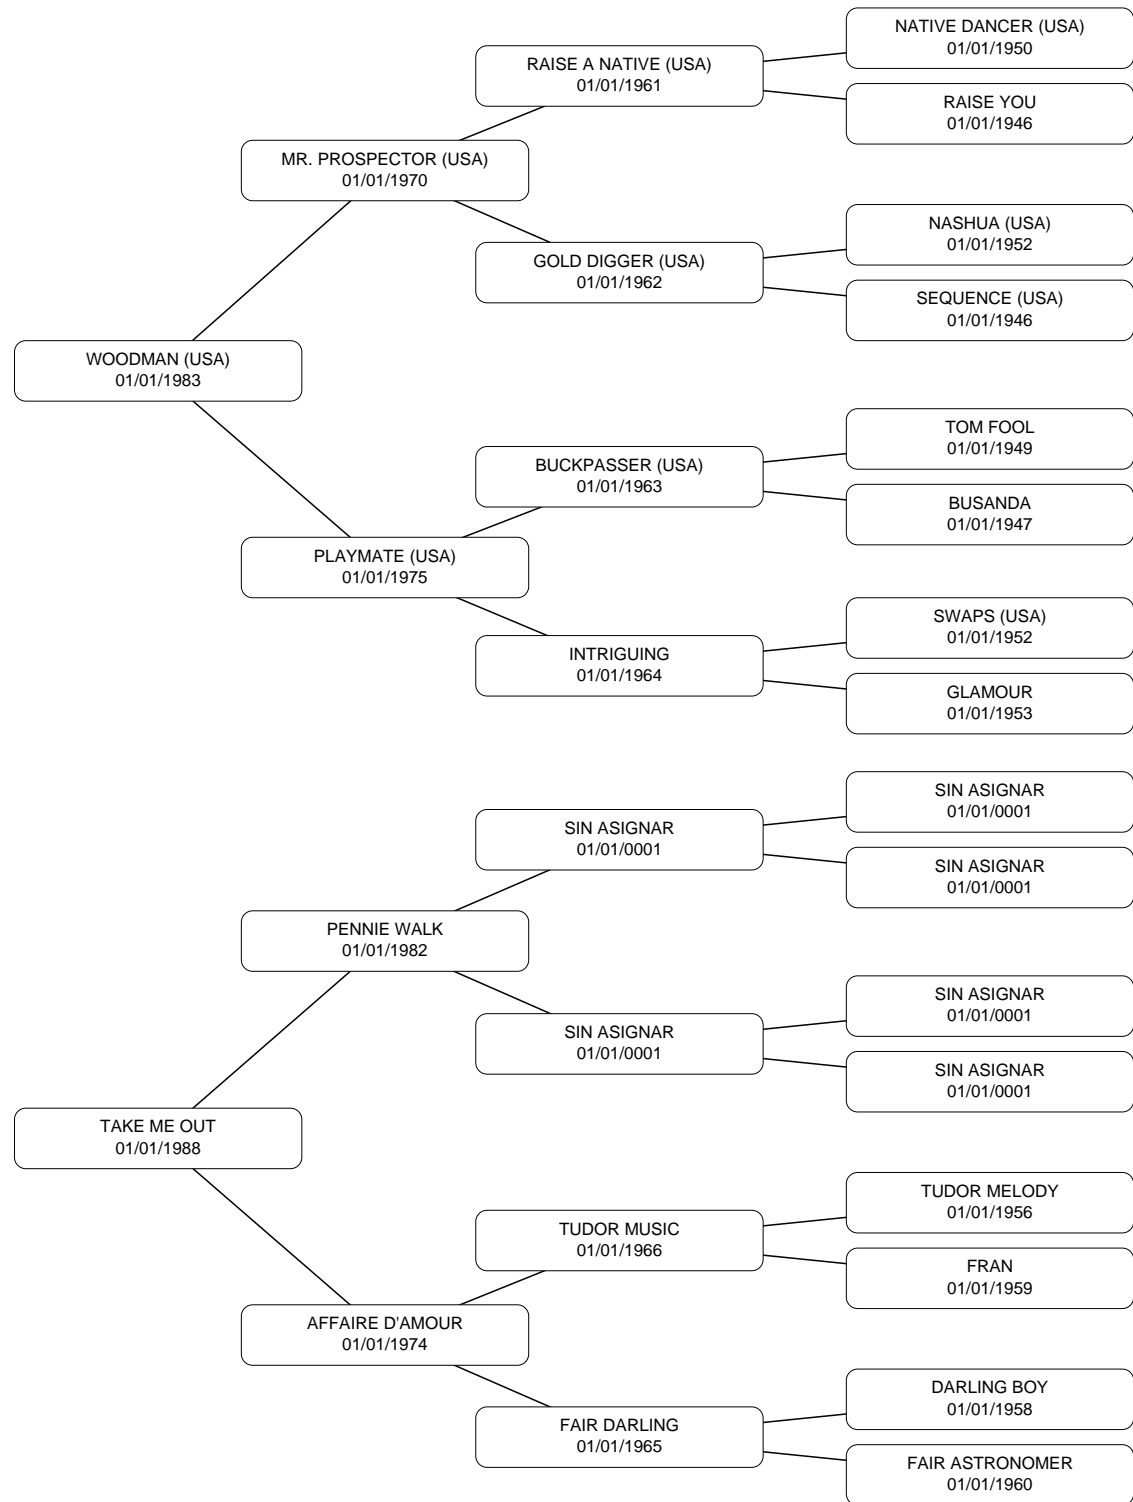 NATIVE DANCER (USA)
01/01/1950
RAISE A NATIVE (USA)
01/01/1961
RAISE YOU
01/01/1946
MR. PROSPECTOR (USA)
01/01/1970
NASHUA (USA)
01/01/1952
GOLD DIGGER (USA)
01/01/1962
SEQUENCE (USA)
01/01/1946
WOODMAN (USA)
01/01/1983
TOM FOOL
01/01/1949
BUCKPASSER (USA)
01/01/1963
BUSANDA
01/01/1947
PLAYMATE (USA)
01/01/1975
SWAPS (USA)
01/01/1952
INTRIGUING
01/01/1964
GLAMOUR
01/01/1953
SIN ASIGNAR
01/01/0001
SIN ASIGNAR
01/01/0001
SIN ASIGNAR
01/01/0001
PENNIE WALK
01/01/1982
SIN ASIGNAR
01/01/0001
SIN ASIGNAR
01/01/0001
SIN ASIGNAR
01/01/0001
TAKE ME OUT
01/01/1988
TUDOR MELODY
01/01/1956
TUDOR MUSIC
01/01/1966
FRAN
01/01/1959
AFFAIRE D'AMOUR
01/01/1974
DARLING BOY
01/01/1958
FAIR DARLING
01/01/1965
FAIR ASTRONOMER
01/01/1960